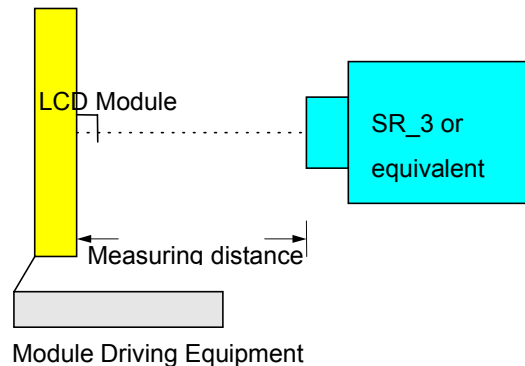 LCD Module
SR_3 or
equivalent
Measuring distance
Module Driving Equipment